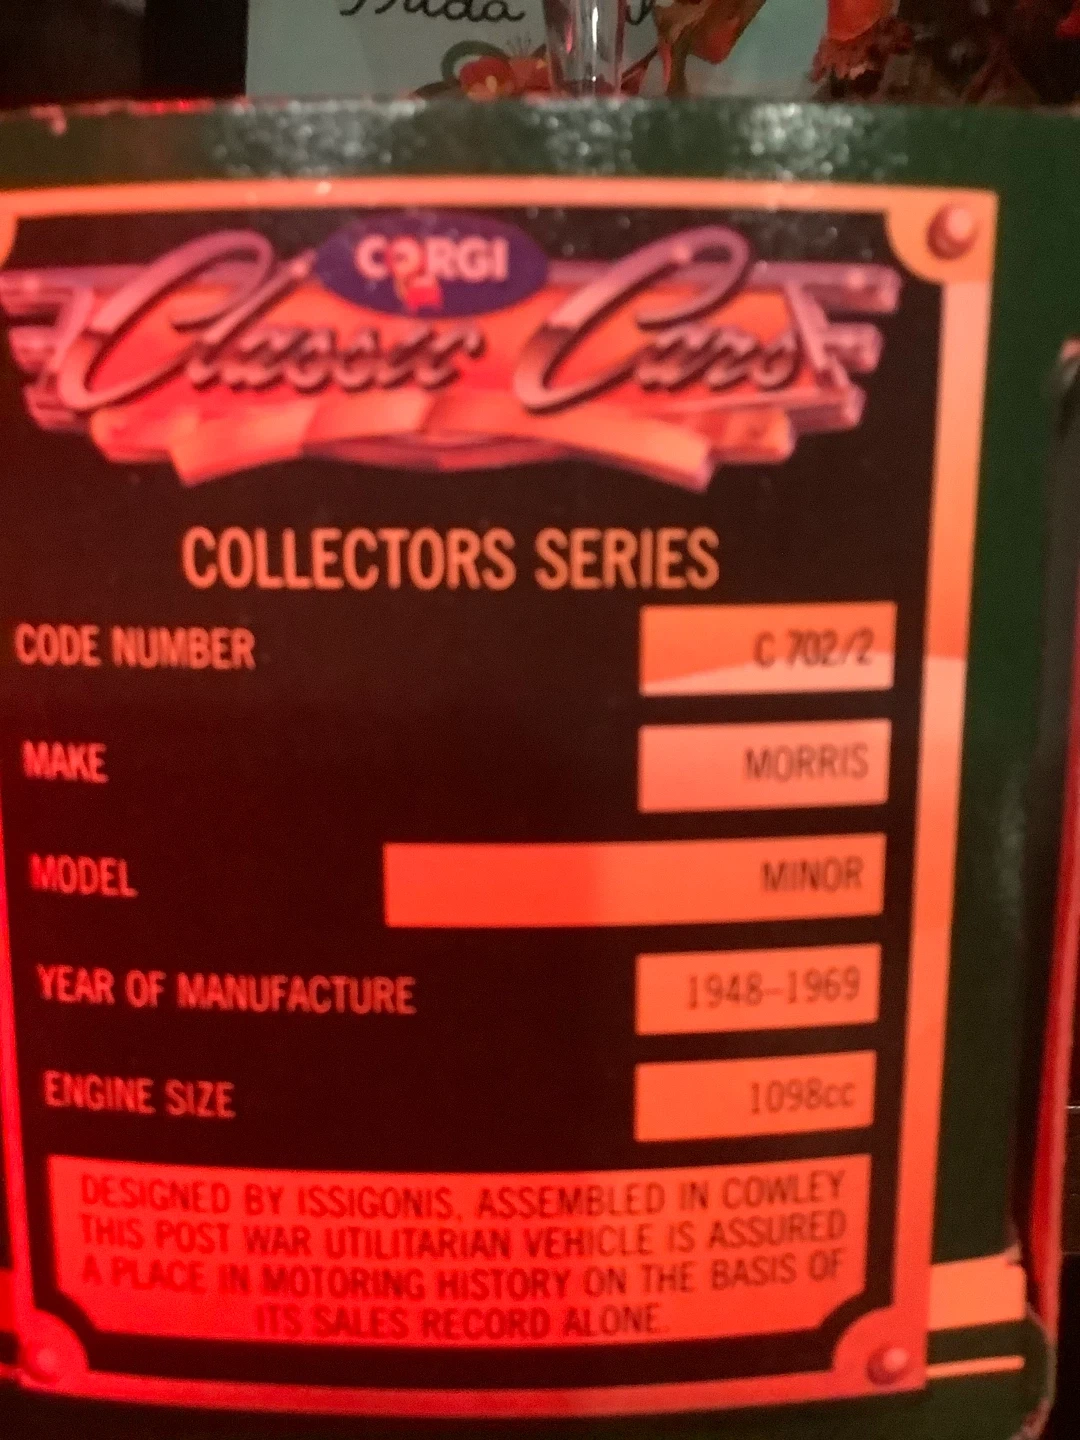 Frida
CORGI
Classic Cars
COLLECTORS SERIES
CODE NUMBER C 702/2
MAKE MORRIS
MODEL MINOR
YEAR OF MANUFACTURE 1948-1969
ENGINE SIZE 1098cc
DESIGNED BY ISSIGONIS. ASSEMBLED IN COWLEY
THIS POST WAR UTILITARIAN VEHICLE IS ASSURED
A PLACE IN MOTORING HISTORY ON THE BASIS OF
ITS SALES RECORD ALONE.